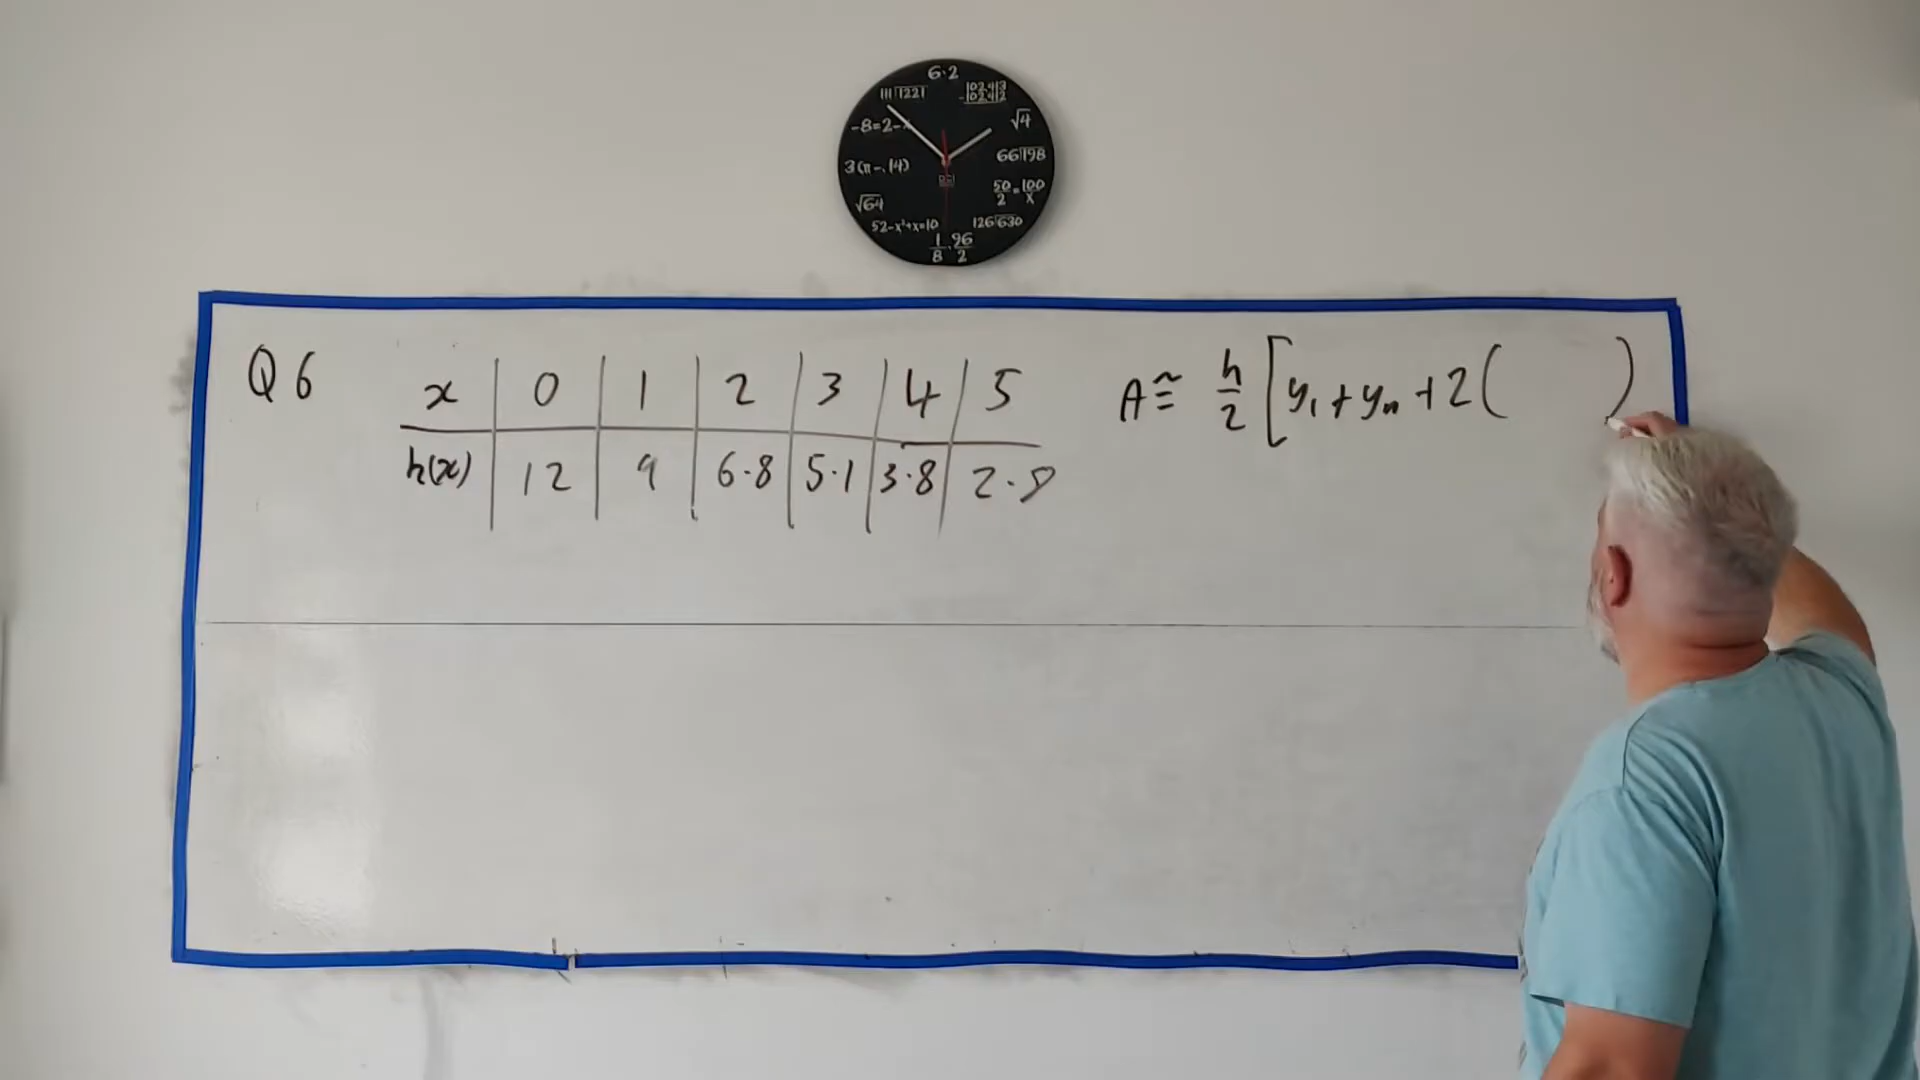 6·2
111⟌1221
102413
-102412
-8=2-x
√4
3(π-.14)
66⟌198
√64
50/2=100/x
52-x²+x=10
126⟌630
1/8·96/2
Q6
x | 0 | 1 | 2 | 3 | 4 | 5
h(x) | 12 | 9 | 6·8 | 5·1 | 3·8 | 2·8
A ≅ h/2 [y₁ + yₙ + 2( )